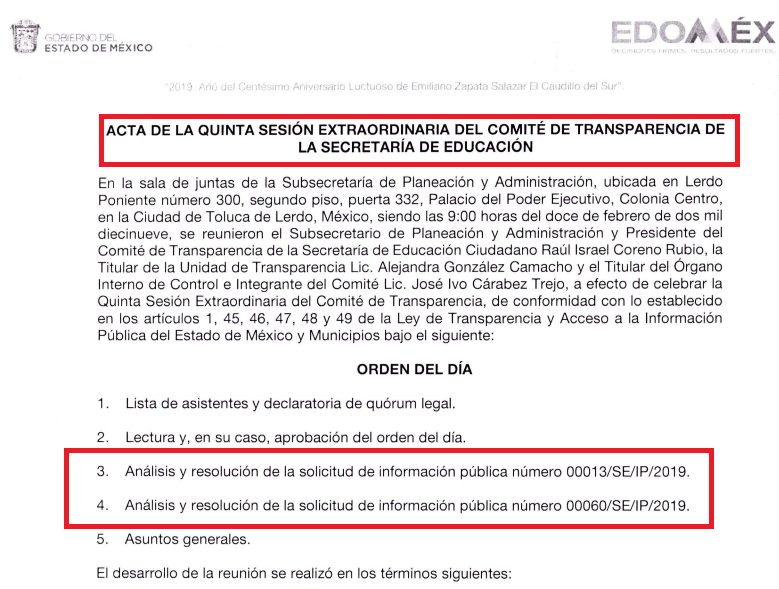 GOBIERNO DEL
ESTADO DE MÉXICO
EDOMÉX
DECISIONES FIRMES, RESULTADOS FUERTES.
"2019. Año del Centésimo Aniversario Luctuoso de Emiliano Zapata Salazar El Caudillo del Sur".
ACTA DE LA QUINTA SESIÓN EXTRAORDINARIA DEL COMITÉ DE TRANSPARENCIA DE
LA SECRETARÍA DE EDUCACIÓN
En la sala de juntas de la Subsecretaría de Planeación y Administración, ubicada en Lerdo
Poniente número 300, segundo piso, puerta 332, Palacio del Poder Ejecutivo, Colonia Centro,
en la Ciudad de Toluca de Lerdo, México, siendo las 9:00 horas del doce de febrero de dos mil
diecinueve, se reunieron el Subsecretario de Planeación y Administración y Presidente del
Comité de Transparencia de la Secretaría de Educación Ciudadano Raúl Israel Coreno Rubio, la
Titular de la Unidad de Transparencia Lic. Alejandra González Camacho y el Titular del Órgano
Interno de Control e Integrante del Comité Lic. José Ivo Cárabez Trejo, a efecto de celebrar la
Quinta Sesión Extraordinaria del Comité de Transparencia, de conformidad con lo establecido
en los artículos 1, 45, 46, 47, 48 y 49 de la Ley de Transparencia y Acceso a la Información
Pública del Estado de México y Municipios bajo el siguiente:
ORDEN DEL DÍA
1. Lista de asistentes y declaratoria de quórum legal.
2. Lectura y, en su caso, aprobación del orden del día.
3. Análisis y resolución de la solicitud de información pública número 00013/SE/IP/2019.
4. Análisis y resolución de la solicitud de información pública número 00060/SE/IP/2019.
5. Asuntos generales.
El desarrollo de la reunión se realizó en los términos siguientes: